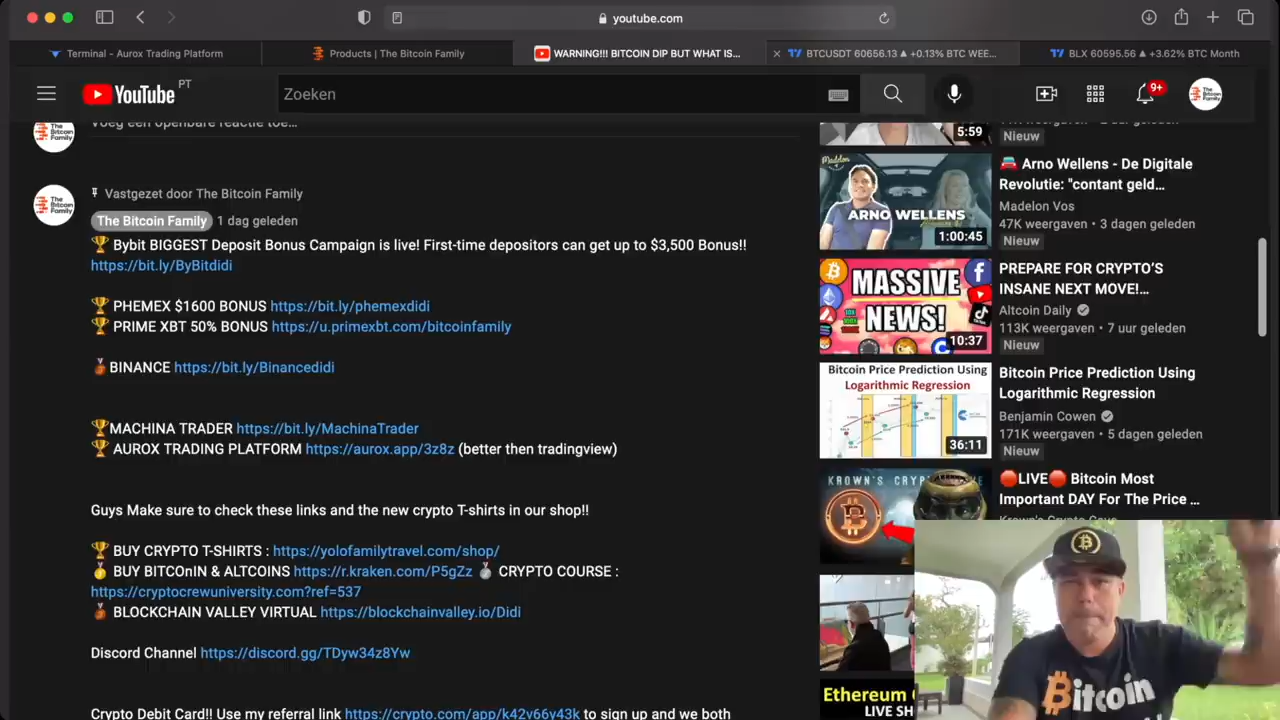 youtube.com
Terminal - Aurox Trading Platform
Products | The Bitcoin Family
WARNING!!! BITCOIN DIP BUT WHAT IS...
BTCUSDT 60656.13 ▲ +0.13% BTC WEE...
BLX 60595.56 ▲ +3.62% BTC Month
YouTube PT
Zoeken
9+
The Bitcoin Family
Voeg een openbare reactie toe...
The Bitcoin Family
Vastgezet door The Bitcoin Family
The Bitcoin Family 1 dag geleden
🏆 Bybit BIGGEST Deposit Bonus Campaign is live! First-time depositors can get up to $3,500 Bonus!!
https://bit.ly/ByBitdidi
🏆 PHEMEX $1600 BONUS https://bit.ly/phemexdidi
🏆 PRIME XBT 50% BONUS https://u.primexbt.com/bitcoinfamily
🥉BINANCE https://bit.ly/Binancedidi
🏆MACHINA TRADER https://bit.ly/MachinaTrader
🏆 AUROX TRADING PLATFORM https://aurox.app/3z8z (better then tradingview)
Guys Make sure to check these links and the new crypto T-shirts in our shop!!
🏆 BUY CRYPTO T-SHIRTS : https://yolofamilytravel.com/shop/
🥇 BUY BITCOnIN & ALTCOINS https://r.kraken.com/P5gZz 🥈 CRYPTO COURSE :
https://cryptocrewuniversity.com?ref=537
🥉 BLOCKCHAIN VALLEY VIRTUAL https://blockchainvalley.io/Didi
Discord Channel https://discord.gg/TDyw34z8Yw
Crypto Debit Card!! Use my referral link https://crypto.com/app/k42v66y43k to sign up and we both
5:59
Nieuw
Madelon
ARNO WELLENS
1:00:45
🚘 Arno Wellens - De Digitale
Revolutie: "contant geld...
Madelon Vos
47K weergaven • 3 dagen geleden
Nieuw
MASSIVE
NEWS!
10:37
PREPARE FOR CRYPTO'S
INSANE NEXT MOVE!...
Altcoin Daily
113K weergaven • 7 uur geleden
Nieuw
Bitcoin Price Prediction Using
Logarithmic Regression
36:11
Bitcoin Price Prediction Using
Logarithmic Regression
Benjamin Cowen
171K weergaven • 5 dagen geleden
Nieuw
🔴LIVE🔴 Bitcoin Most
Important DAY For The Price ...
Ethereum
LIVE SH
Bitcoin